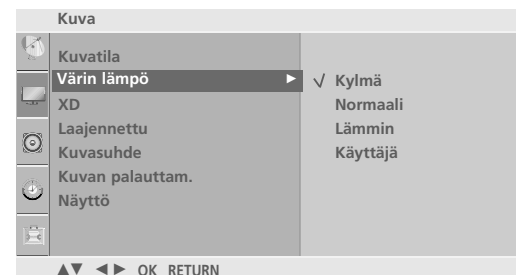 Kuva
Kuvatila
Värin lämpö ►
XD
Laajennettu
Kuvasuhde
Kuvan palauttam.
Näyttö
√ Kylmä
Normaali
Lämmin
Käyttäjä
▲▼ ◄► OK RETURN